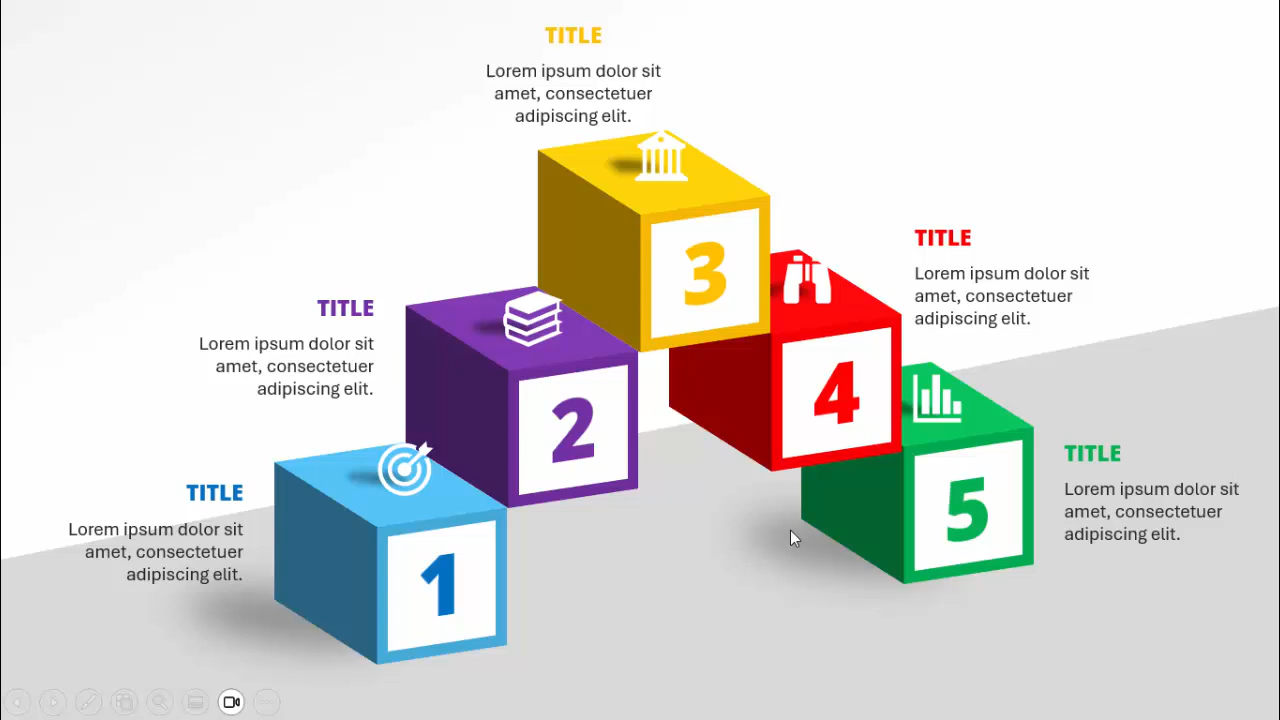 TITLE
Lorem ipsum dolor sit
amet, consectetuer
adipiscing elit.
3
TITLE
Lorem ipsum dolor sit
amet, consectetuer
adipiscing elit.
4
TITLE
Lorem ipsum dolor sit
amet, consectetuer
adipiscing elit.
2
TITLE
Lorem ipsum dolor sit
amet, consectetuer
adipiscing elit.
5
TITLE
Lorem ipsum dolor sit
amet, consectetuer
adipiscing elit.
1